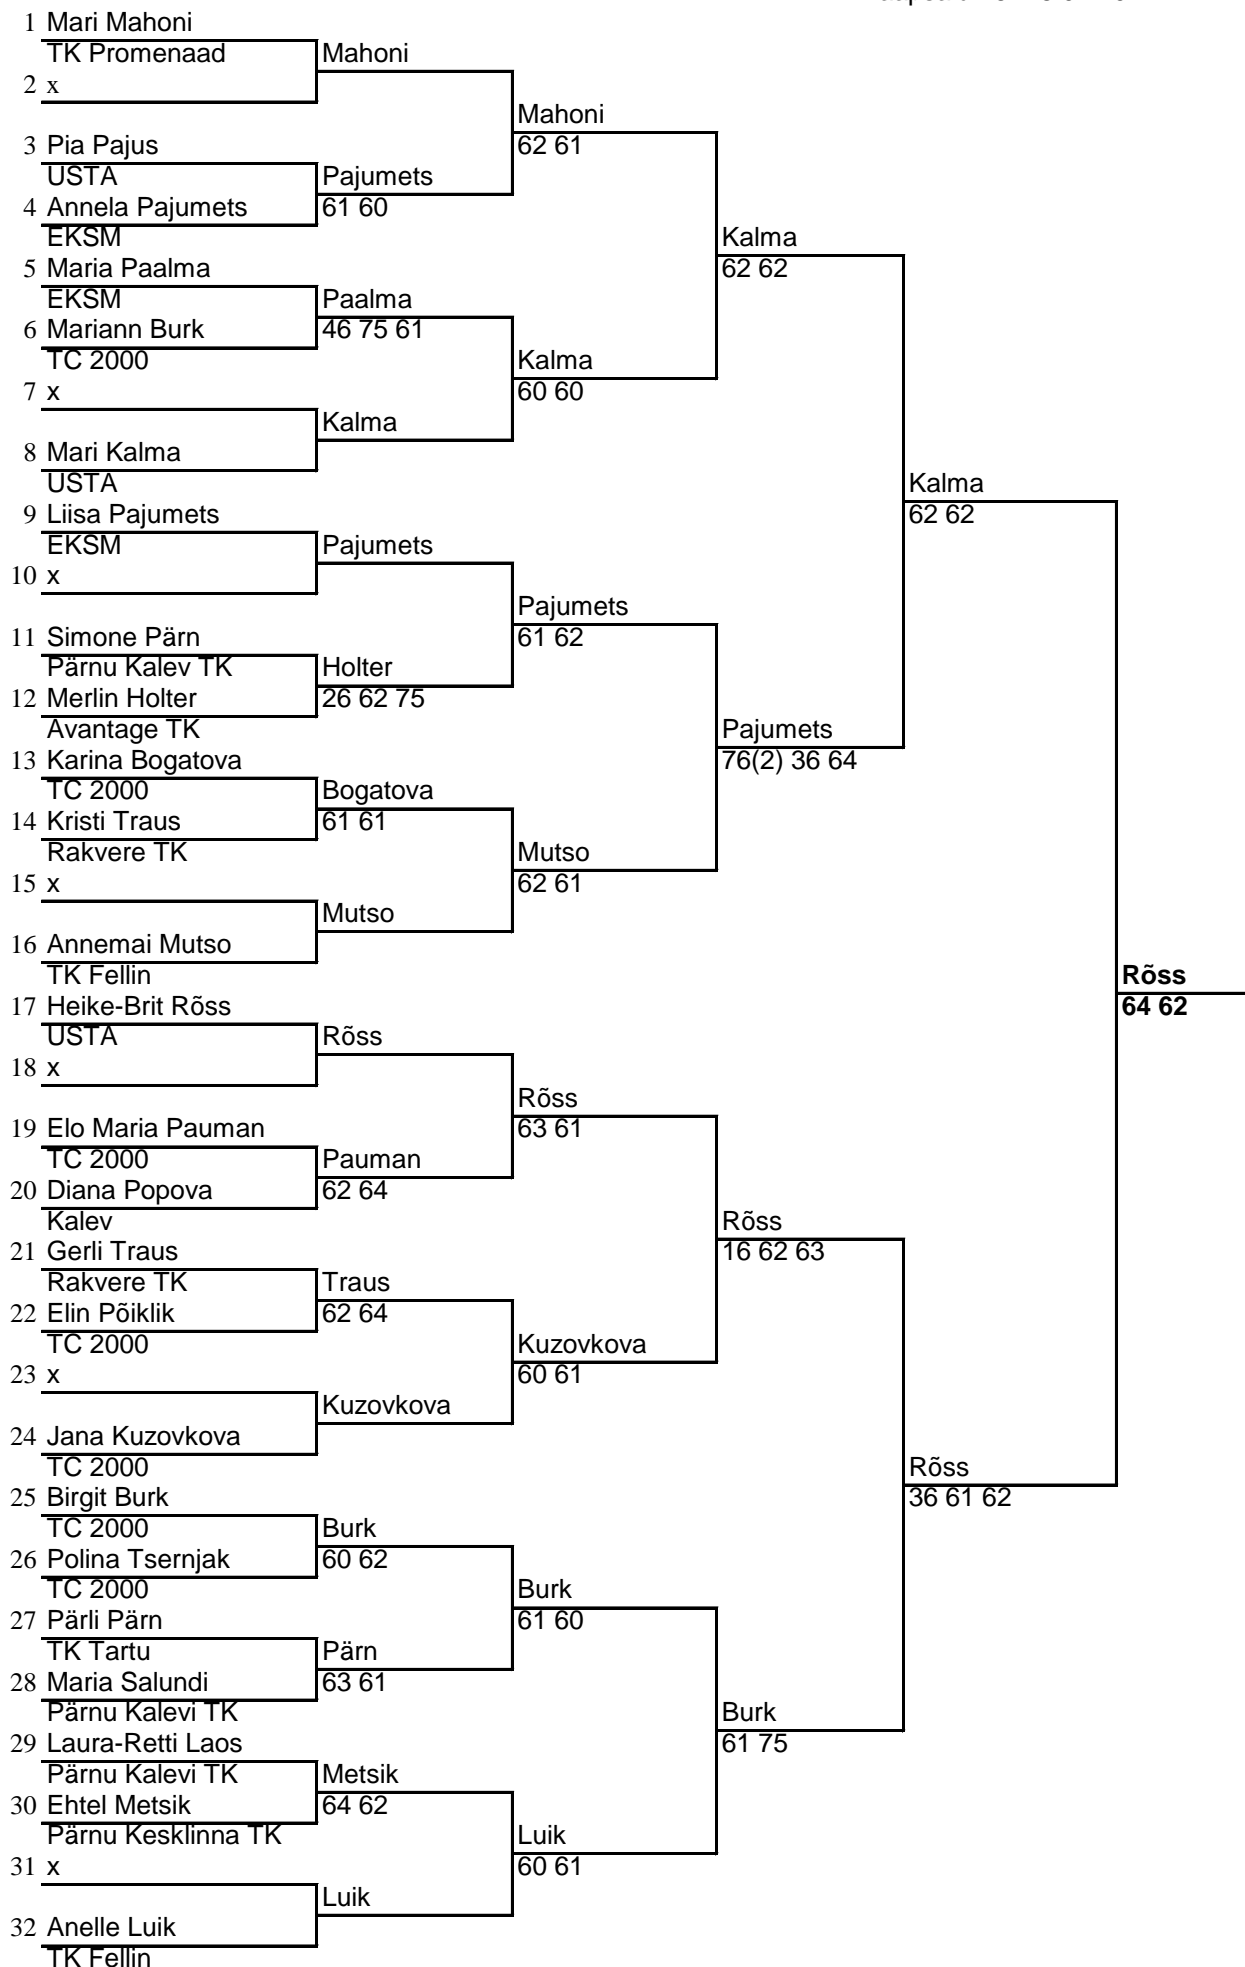 1 Mari Mahoni
TK Promenaad
Mahoni
2 x
Mahoni
62 61
3 Pia Pajus
USTA
Pajumets
4 Annela Pajumets
61 60
EKSM
Kalma
62 62
5 Maria Paalma
EKSM
Paalma
6 Mariann Burk
46 75 61
TC 2000
Kalma
60 60
7 x
Kalma
8 Mari Kalma
USTA
Kalma
62 62
9 Liisa Pajumets
EKSM
Pajumets
10 x
Pajumets
61 62
11 Simone Pärn
Pärnu Kalev TK
Holter
12 Merlin Holter
26 62 75
Avantage TK
Pajumets
76(2) 36 64
13 Karina Bogatova
TC 2000
Bogatova
14 Kristi Traus
61 61
Rakvere TK
Mutso
62 61
15 x
Mutso
16 Annemai Mutso
TK Fellin
Rõss
64 62
17 Heike-Brit Rõss
USTA
Rõss
18 x
Rõss
63 61
19 Elo Maria Pauman
TC 2000
Pauman
20 Diana Popova
62 64
Kalev
Rõss
16 62 63
21 Gerli Traus
Rakvere TK
Traus
22 Elin Põiklik
62 64
TC 2000
Kuzovkova
60 61
23 x
Kuzovkova
24 Jana Kuzovkova
TC 2000
Rõss
36 61 62
25 Birgit Burk
TC 2000
Burk
26 Polina Tsernjak
60 62
TC 2000
Burk
61 60
27 Pärli Pärn
TK Tartu
Pärn
28 Maria Salundi
63 61
Pärnu Kalevi TK
Burk
61 75
29 Laura-Retti Laos
Pärnu Kalevi TK
Metsik
30 Ehtel Metsik
64 62
Pärnu Kesklinna TK
Luik
60 61
31 x
Luik
32 Anelle Luik
TK Fellin